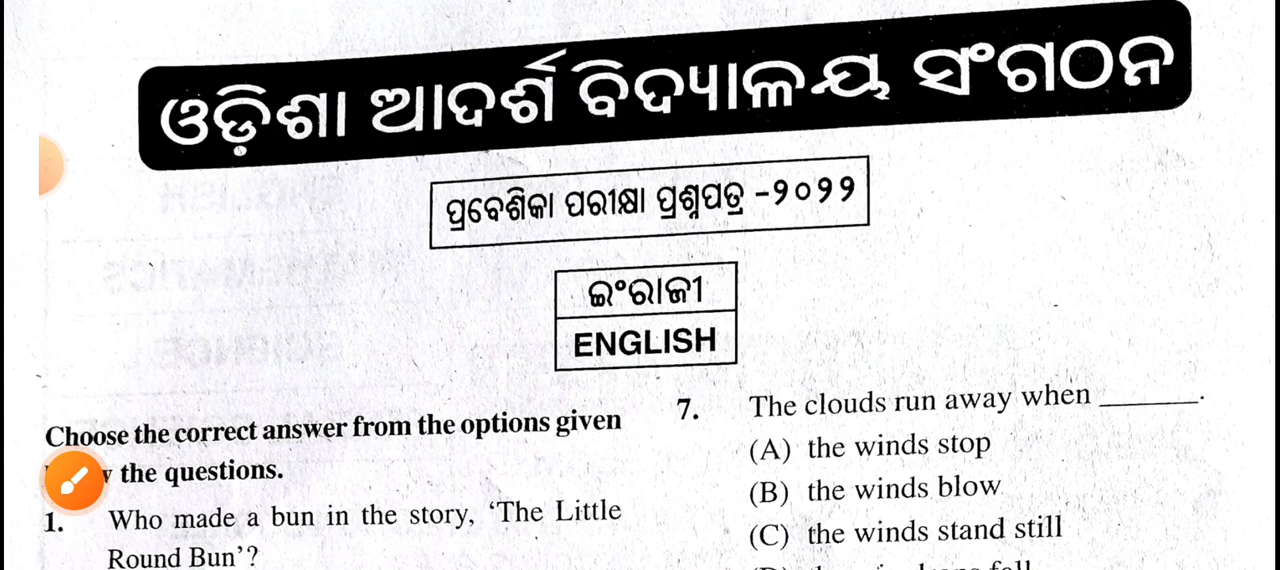 ଓଡ଼ିଶା ଆଦର୍ଶ ବିଦ୍ୟାଳୟ ସଂଗଠନ
ପ୍ରବେଶିକା ପରୀକ୍ଷା ପ୍ରଶ୍ନପତ୍ର -୨୦୨୨
ଇଂରାଜୀ
ENGLISH
Choose the correct answer from the options given
the questions.
1. Who made a bun in the story, ‘The Little
Round Bun’?
7. The clouds run away when _______.
(A) the winds stop
(B) the winds blow
(C) the winds stand still